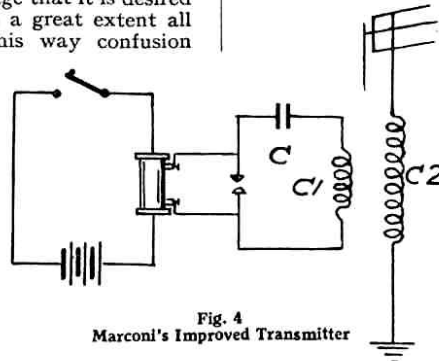 ge that it is desired
a great extent all
his way confusion
C
C1
C2
Fig. 4
Marconi's Improved Transmitter